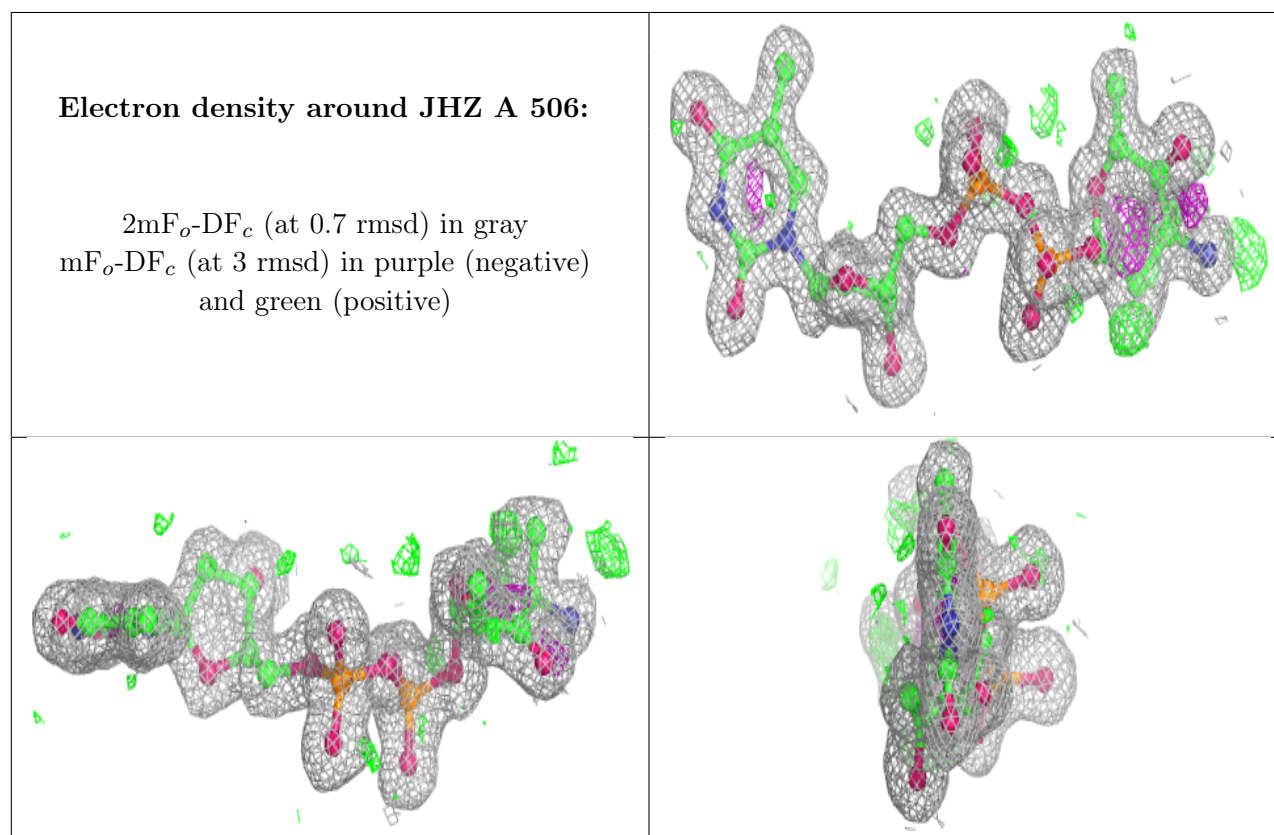 Electron density around JHZ A 506:
2mFo-DFc (at 0.7 rmsd) in gray
mFo-DFc (at 3 rmsd) in purple (negative)
and green (positive)